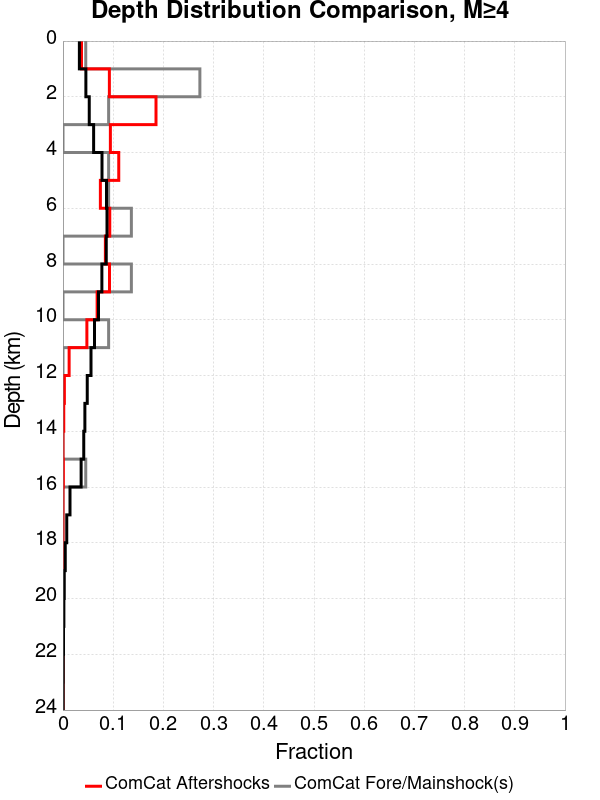 Depth Distribution Comparison, M≥4
0
2
4
6
8
10
12
14
16
18
20
22
24
Depth (km)
0 0.1 0.2 0.3 0.4 0.5 0.6 0.7 0.8 0.9 1
Fraction
ComCat Aftershocks ComCat Fore/Mainshock(s)